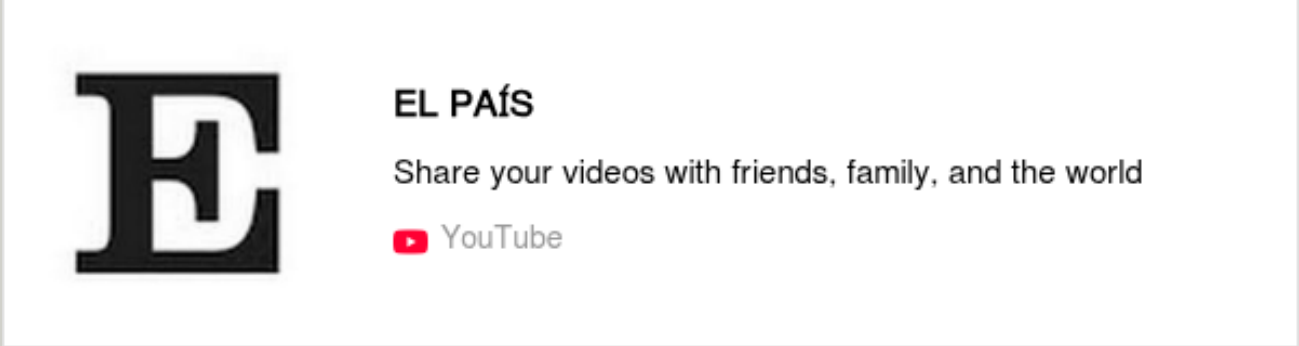 E
EL PAÍS
Share your videos with friends, family, and the world
YouTube